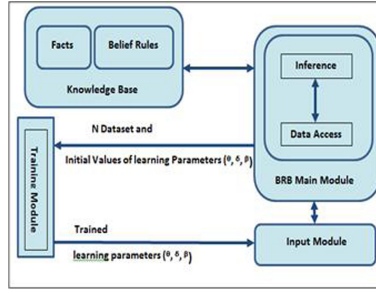 Facts
Belief Rules
Knowledge Base
Inference
Data Access
BRB Main Module
N Dataset and
Initial Values of learning Parameters (θ, δ, β)
Training Module
Trained
learning parameters (θ, δ, β)
Input Module